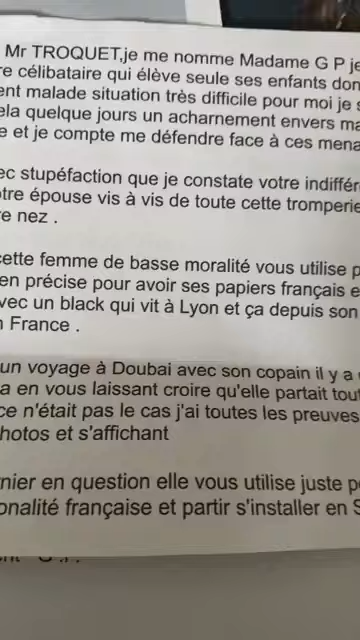 Mr TROQUET,je me nomme Madame G P je
re célibataire qui élève seule ses enfants don
ent malade situation très difficile pour moi je s
ela quelque jours un acharnement envers ma
e et je compte me défendre face à ces mena
ec stupéfaction que je constate votre indiffér
otre épouse vis à vis de toute cette tromperie
re nez .
cette femme de basse moralité vous utilise p
en précise pour avoir ses papiers français e
vec un black qui vit à Lyon et ça depuis son
n France .
un voyage à Doubai avec son copain il y a
a en vous laissant croire qu'elle partait tout
ce n'était pas le cas j'ai toutes les preuves
hotos et s'affichant
nier en question elle vous utilise juste p
onalité française et partir s'installer en S